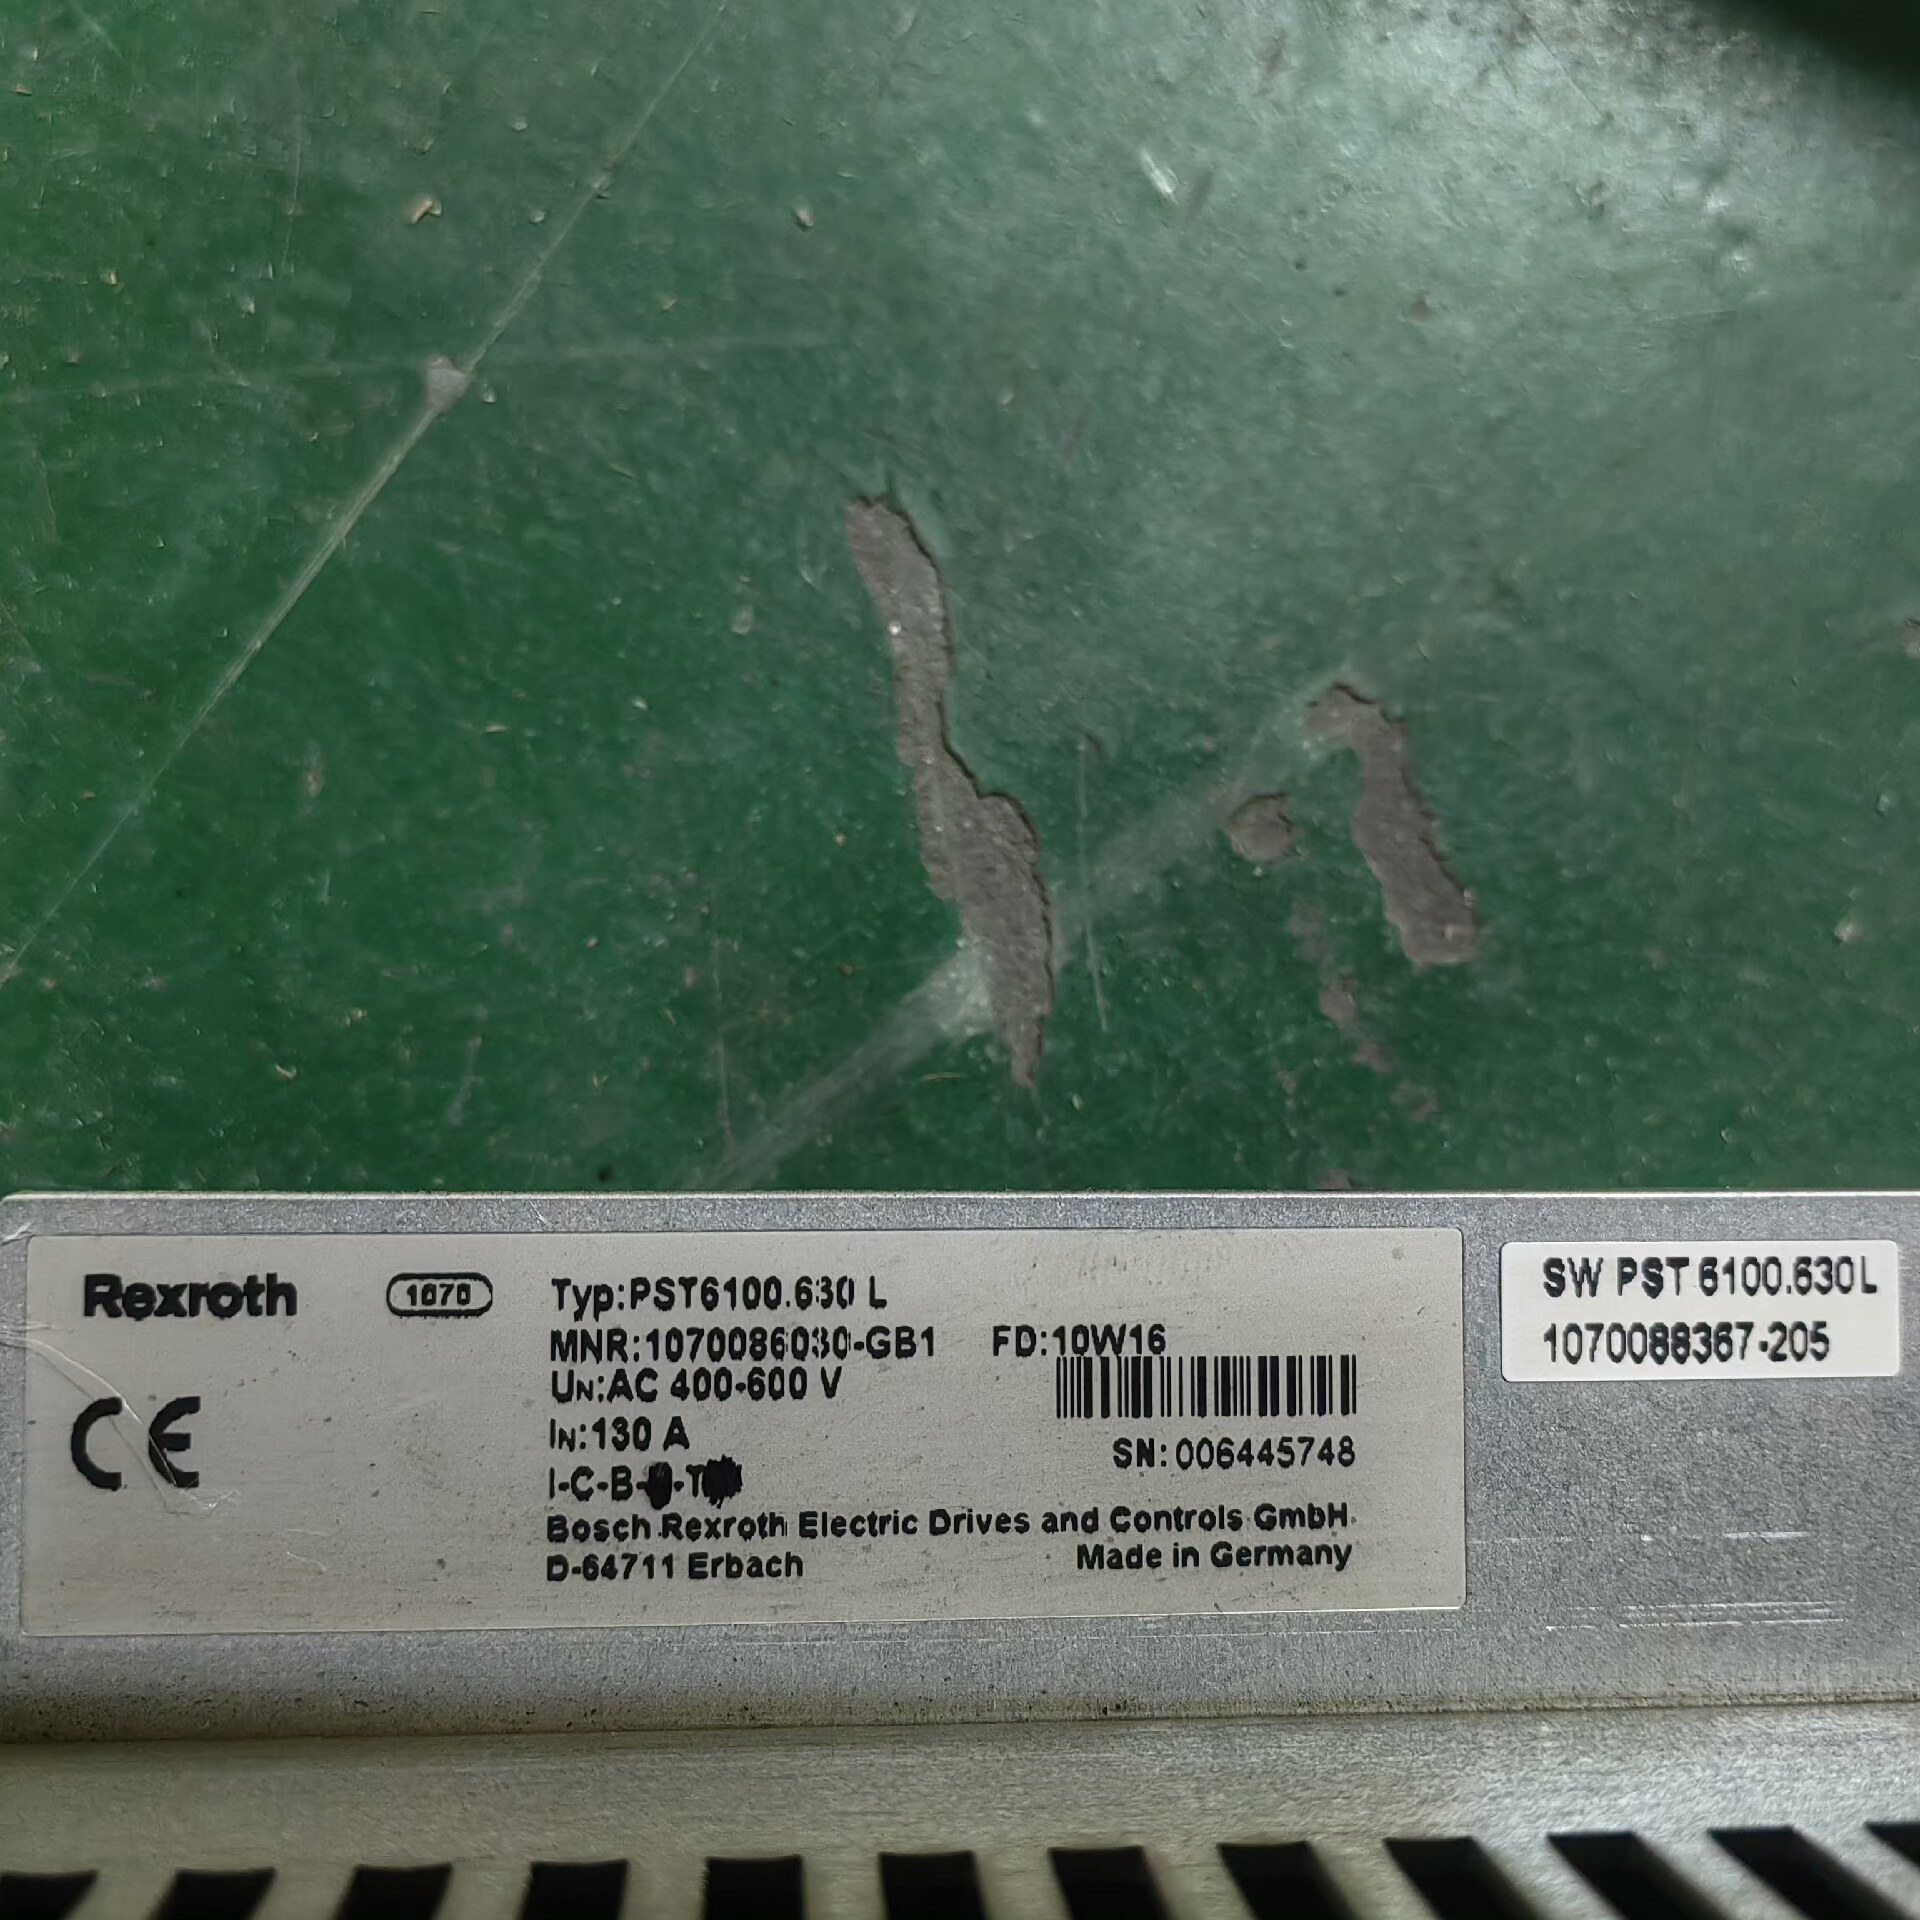 Rexroth
1070
Typ:PST6100.630 L
MNR:1070086030-GB1 FD:10W16
UN:AC 400-600 V
IN:130 A
SN:006445748
I-C-B-
Bosch Rexroth Electric Drives and Controls GmbH
D-64711 Erbach
Made in Germany
CE
SW PST 6100.630L
1070088367-205